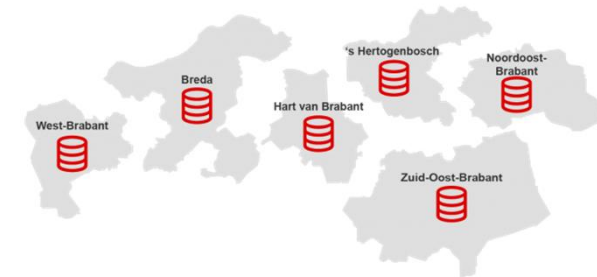 's Hertogenbosch
Noordoost-
Brabant
Breda
Hart van Brabant
West-Brabant
Zuid-Oost-Brabant